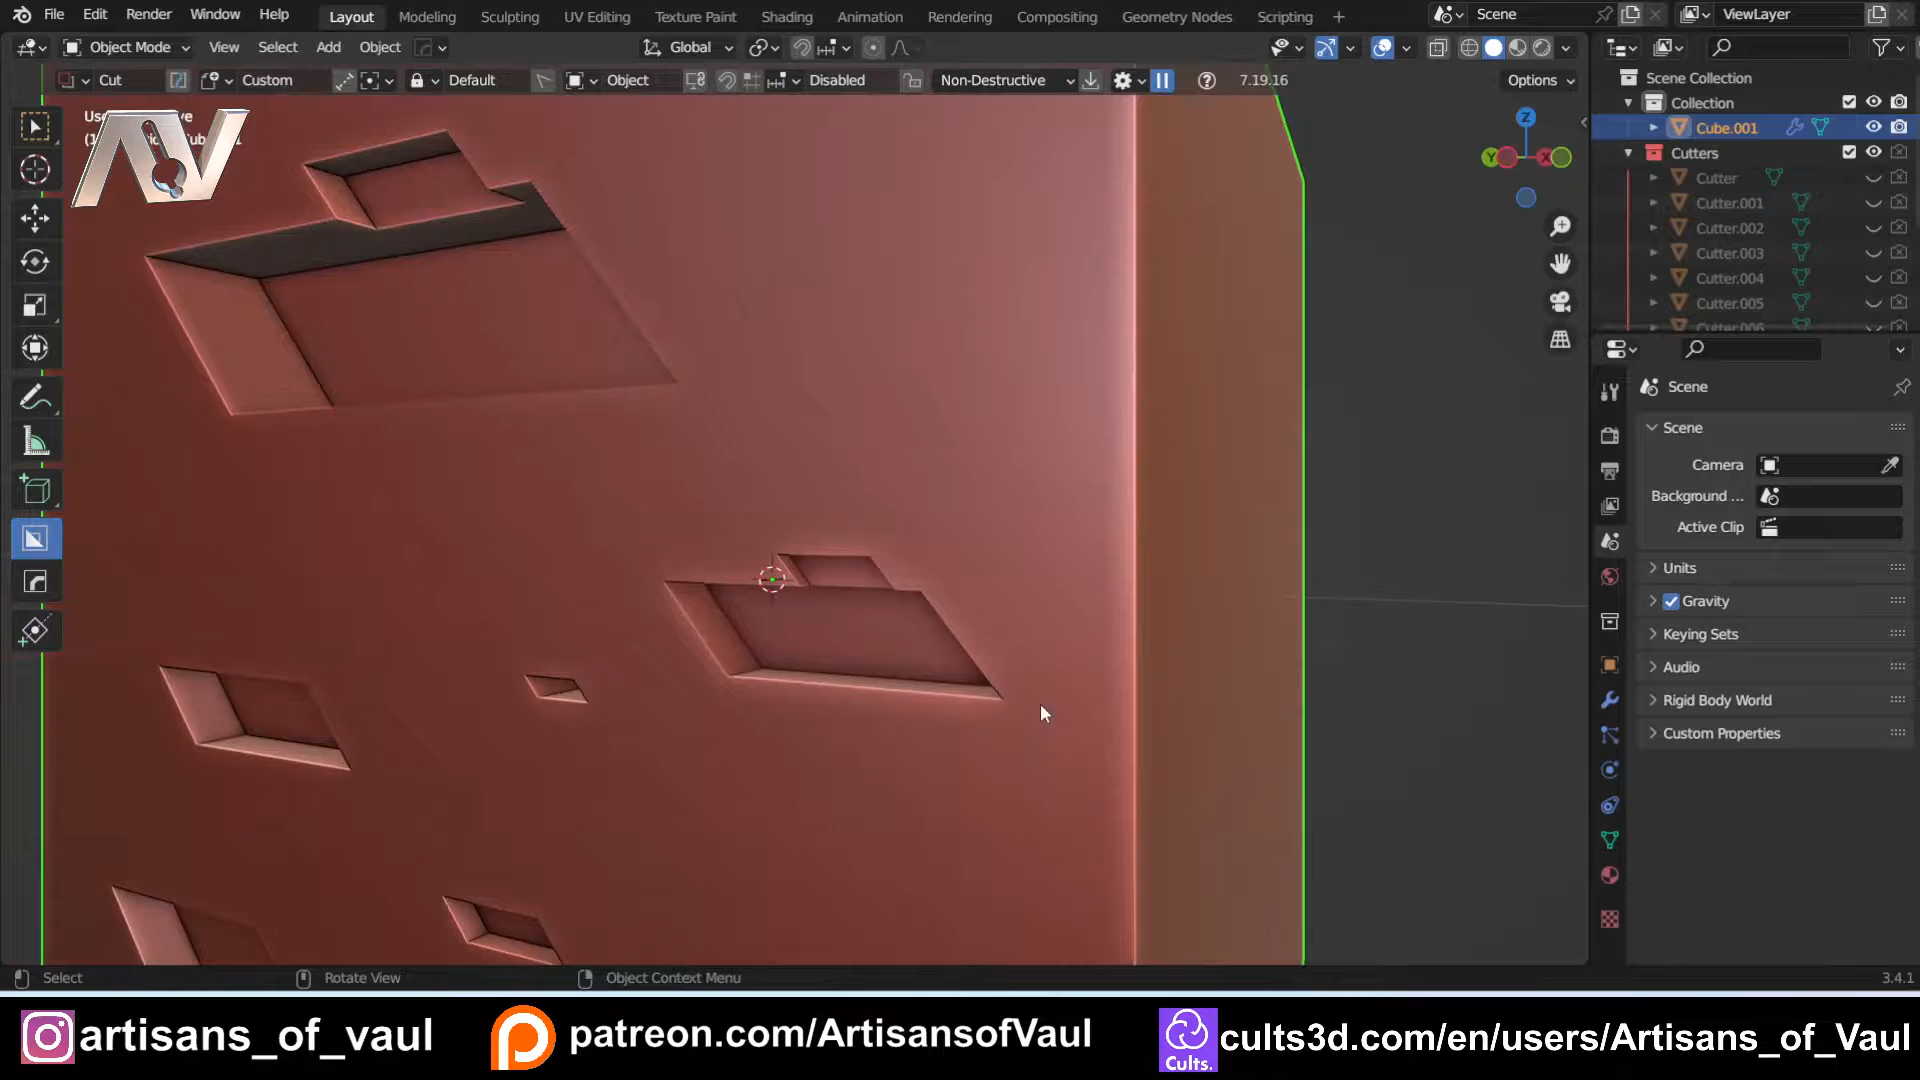 File Edit Render Window Help Layout Modeling Sculpting UV Editing Texture Paint Shading Animation Rendering Compositing Geometry Nodes Scripting + Scene ViewLayer
Object Mode View Select Add Object Global
Cut Custom Default Object Disabled Non-Destructive 7.19.16 Options
Scene Collection
Collection
Cube.001
Cutters
Cutter
Cutter.001
Cutter.002
Cutter.003
Cutter.004
Cutter.005
Cutter.006
AV
Z
Y
X
Scene
Scene
Camera
Background ...
Active Clip
Units
Gravity
Keying Sets
Audio
Rigid Body World
Custom Properties
Select Rotate View Object Context Menu 3.4.1
artisans_of_vaul patreon.com/ArtisansofVaul Cults. cults3d.com/en/users/Artisans_of_Vaul